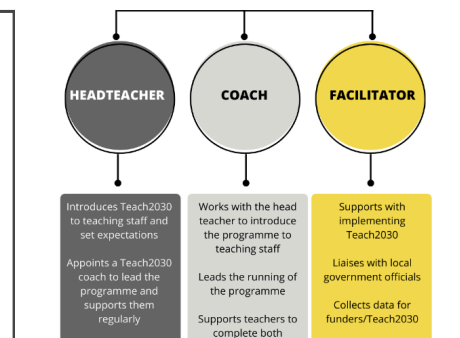 HEADTEACHER
COACH
FACILITATOR
Introduces Teach2030
to teaching staff and
set expectations
Appoints a Teach2030
coach to lead the
programme and
supports them
regularly
Works with the head
teacher to introduce
the programme to
teaching staff
Leads the running of
the programme
Supports teachers to
complete both
Supports with
implementing
Teach2030
Liaises with local
government officials
Collects data for
funders/Teach2030